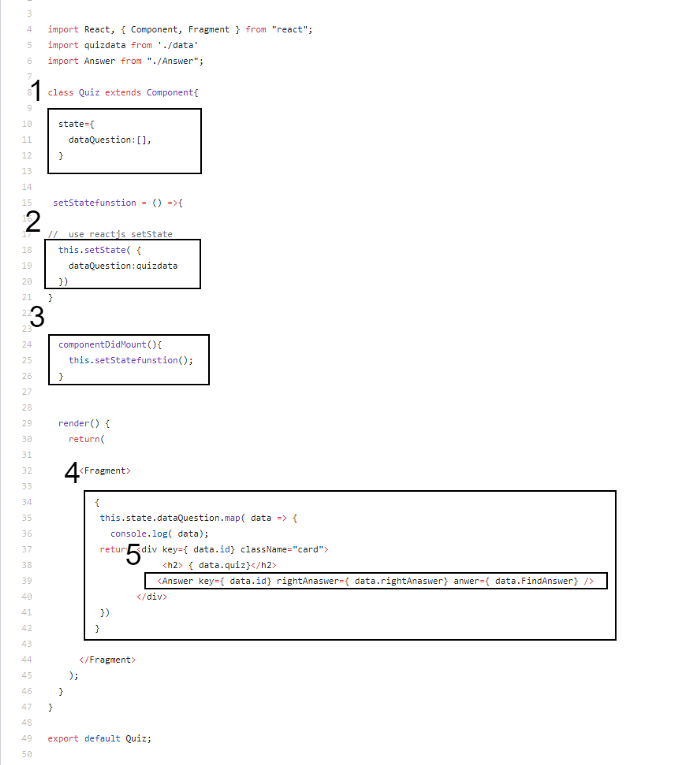 3
4 import React, { Component, Fragment } from "react";
5 import quizdata from './data'
6 import Answer from "./Answer";
7
1
8 class Quiz extends Component{
9
10 state={
11 dataQuestion:[],
12 }
13
14
15 setStatefunstion = () =>{
2
17 // use reactjs setState
18 this.setState( {
19 dataQuestion:quizdata
20 })
21 }
22
3
23
24 componentDidMount(){
25 this.setStatefunstion();
26 }
27
28
29 render() {
30 return(
31
4
32 <Fragment>
33
34 {
35 this.state.dataQuestion.map( data => {
36 console.log( data);
5
37 return <div key={ data.id} className="card">
38 <h2> { data.quiz}</h2>
39 <Answer key={ data.id} rightAnaswer={ data.rightAnaswer} anwer={ data.FindAnswer} />
40 </div>
41 })
42 }
43
44 </Fragment>
45 );
46 }
47 }
48
49 export default Quiz;
50